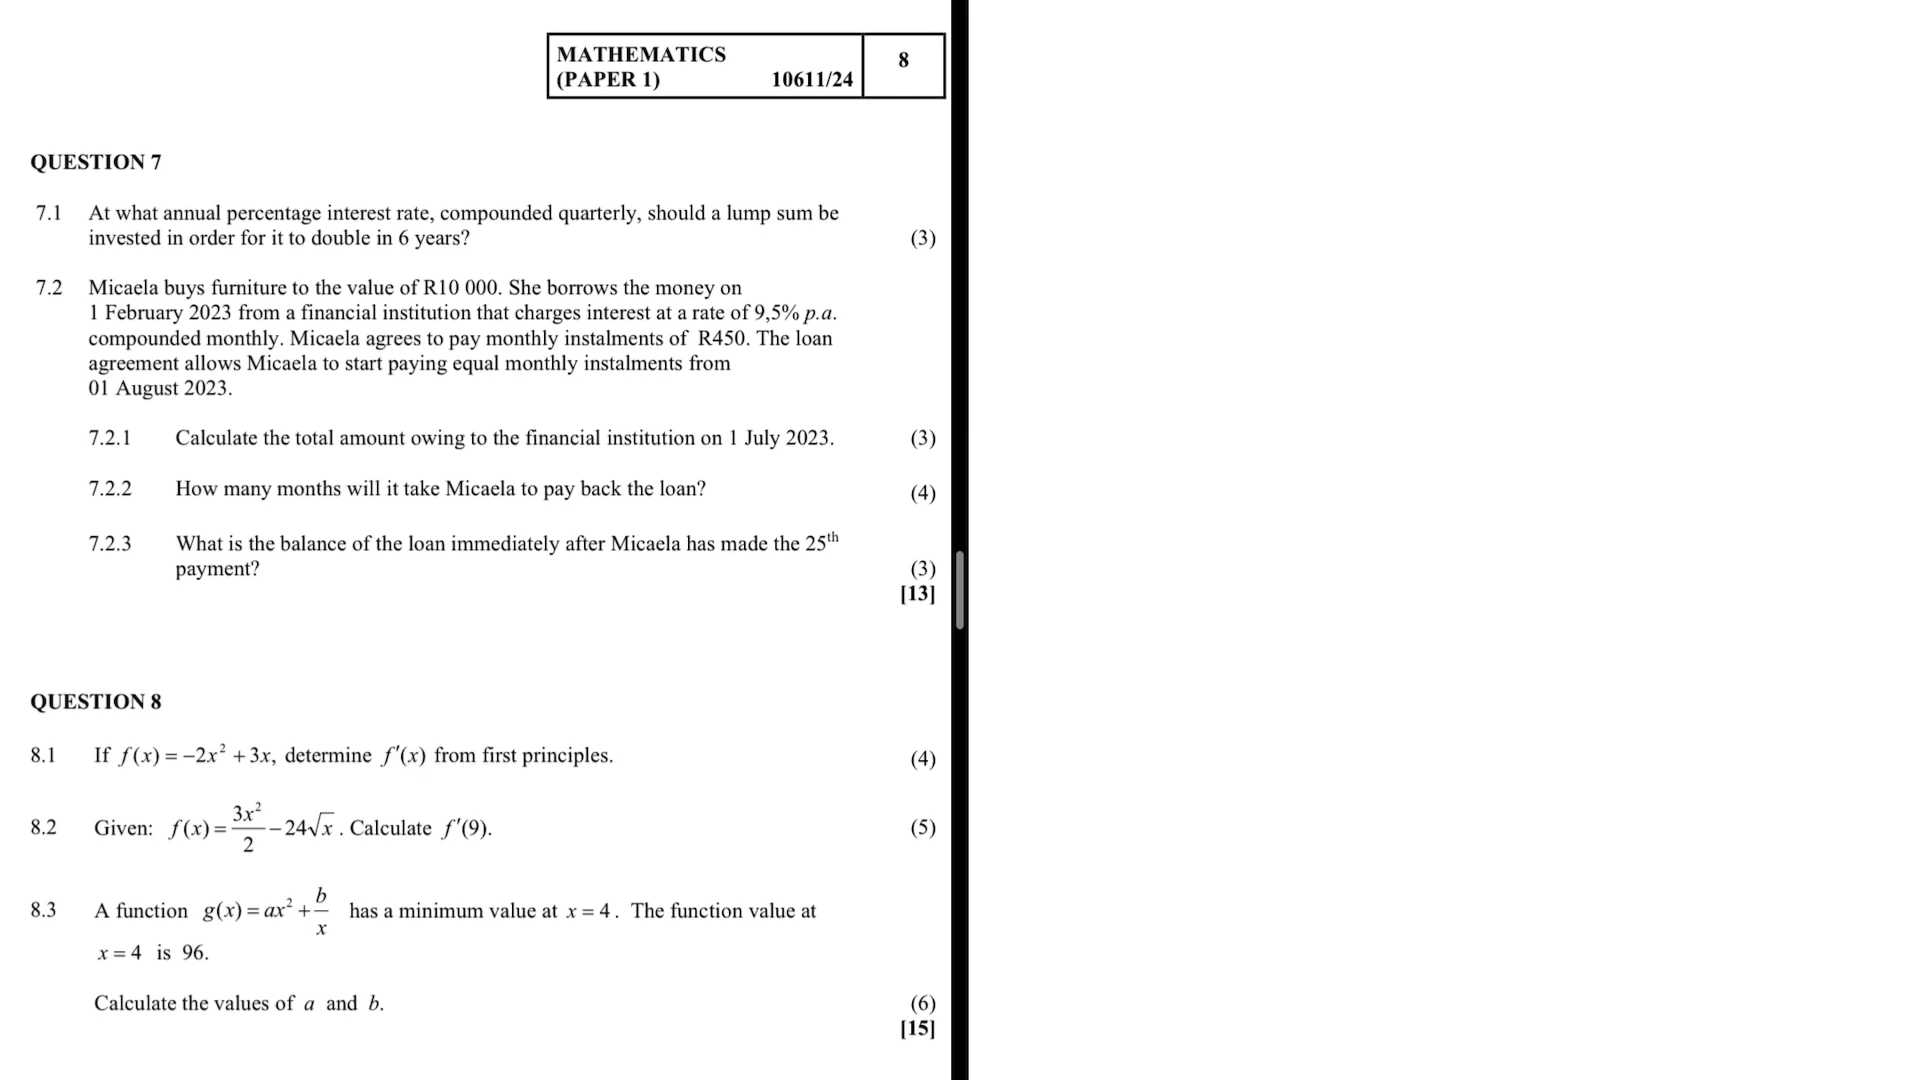 MATHEMATICS
(PAPER 1) 10611/24
8
QUESTION 7
7.1 At what annual percentage interest rate, compounded quarterly, should a lump sum be
invested in order for it to double in 6 years? (3)
7.2 Micaela buys furniture to the value of R10 000. She borrows the money on
1 February 2023 from a financial institution that charges interest at a rate of 9,5% p.a.
compounded monthly. Micaela agrees to pay monthly instalments of R450. The loan
agreement allows Micaela to start paying equal monthly instalments from
01 August 2023.
7.2.1 Calculate the total amount owing to the financial institution on 1 July 2023. (3)
7.2.2 How many months will it take Micaela to pay back the loan? (4)
7.2.3 What is the balance of the loan immediately after Micaela has made the 25th
payment? (3)
[13]
QUESTION 8
8.1 If f(x) = −2x² + 3x, determine f′(x) from first principles. (4)
8.2 Given: f(x) = 3x²/2 − 24√x . Calculate f′(9). (5)
8.3 A function g(x) = ax² + b/x has a minimum value at x = 4 . The function value at
x = 4 is 96.
Calculate the values of a and b. (6)
[15]